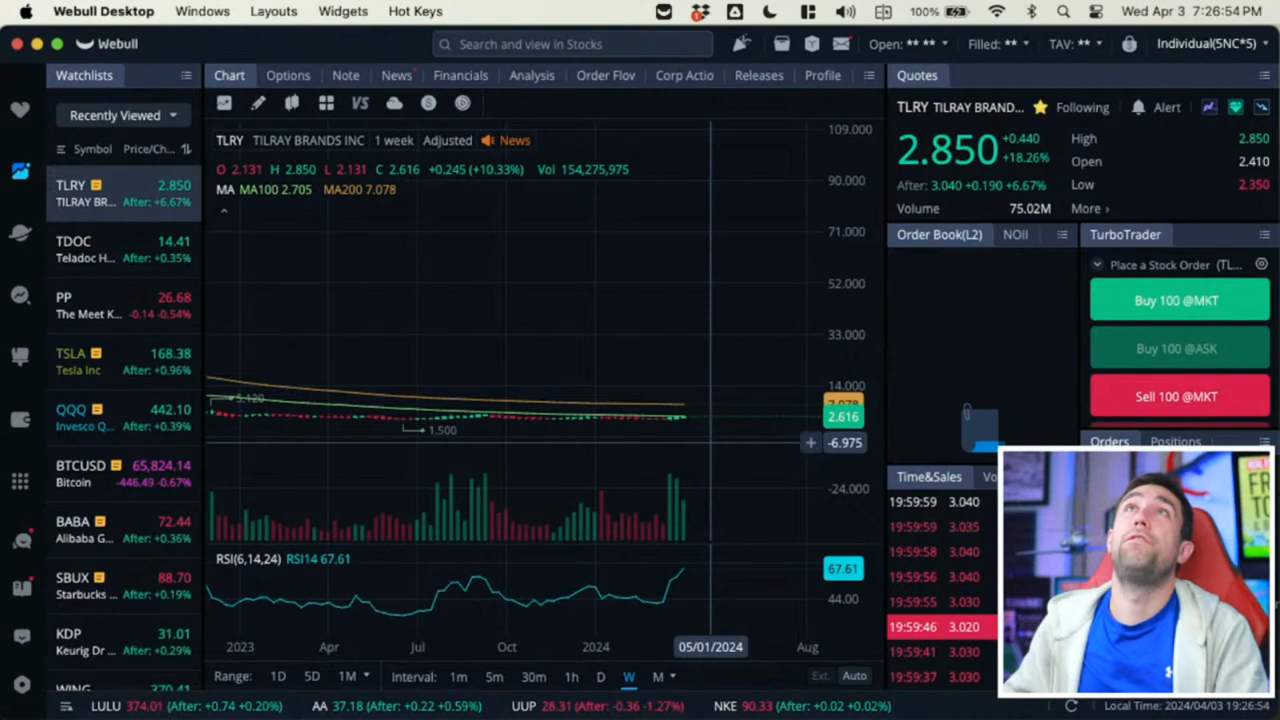 Webull Desktop Windows Layouts Widgets Hot Keys 1 100% Wed Apr 3 7:26:54 PM
Webull Search and view in Stocks Open: ** ** Filled: ** TAV: ** Individual(5NC*5)
Watchlists
Recently Viewed
Symbol Price/Ch...
TLRY 2.850
TILRAY BR... After: +6.67%
TDOC 14.41
Teladoc H... After: +0.35%
PP 26.68
The Meet K... -0.14 -0.54%
TSLA 168.38
Tesla Inc After: +0.96%
QQQ 442.10
Invesco Q... After: +0.39%
BTCUSD 65,824.14
Bitcoin -446.49 -0.67%
BABA 72.44
Alibaba G... After: +0.36%
SBUX 88.70
Starbucks ... After: +0.19%
KDP 31.01
Keurig Dr ... After: +0.29%
WING 370.41
Chart Options Note News Financials Analysis Order Flov Corp Actio Releases Profile
VS S
TLRY TILRAY BRANDS INC 1 week Adjusted News
O 2.131 H 2.850 L 2.131 C 2.616 +0.245 (+10.33%) Vol 154,275,975
MA MA100 2.705 MA200 7.078
109.000
90.000
71.000
52.000
33.000
14.000
7.078
2.616
-6.975
-24.000
5.120
1.500
RSI(6,14,24) RSI14 67.61
67.61
44.00
2023 Apr Jul Oct 2024 05/01/2024 Aug
Range: 1D 5D 1M Interval: 1m 5m 30m 1h D W M Ext. Auto
Quotes
TLRY TILRAY BRAND... Following Alert
2.850 +0.440
+18.26%
After: 3.040 +0.190 +6.67%
Volume 75.02M
High 2.850
Open 2.410
Low 2.350
More ›
Order Book(L2) NOII
TurboTrader
Place a Stock Order (TL...
Buy 100 @MKT
Buy 100 @ASK
Sell 100 @MKT
Orders Positions
Time&Sales Vo
19:59:59 3.040
19:59:59 3.035
19:59:58 3.040
19:59:56 3.040
19:59:55 3.030
19:59:46 3.020
19:59:41 3.030
19:59:37 3.030
LULU 374.01 (After: +0.74 +0.20%) AA 37.18 (After: +0.22 +0.59%) UUP 28.31 (After: -0.36 -1.27%) NKE 90.33 (After: +0.02 +0.02%) Local Time: 2024/04/03 19:26:54